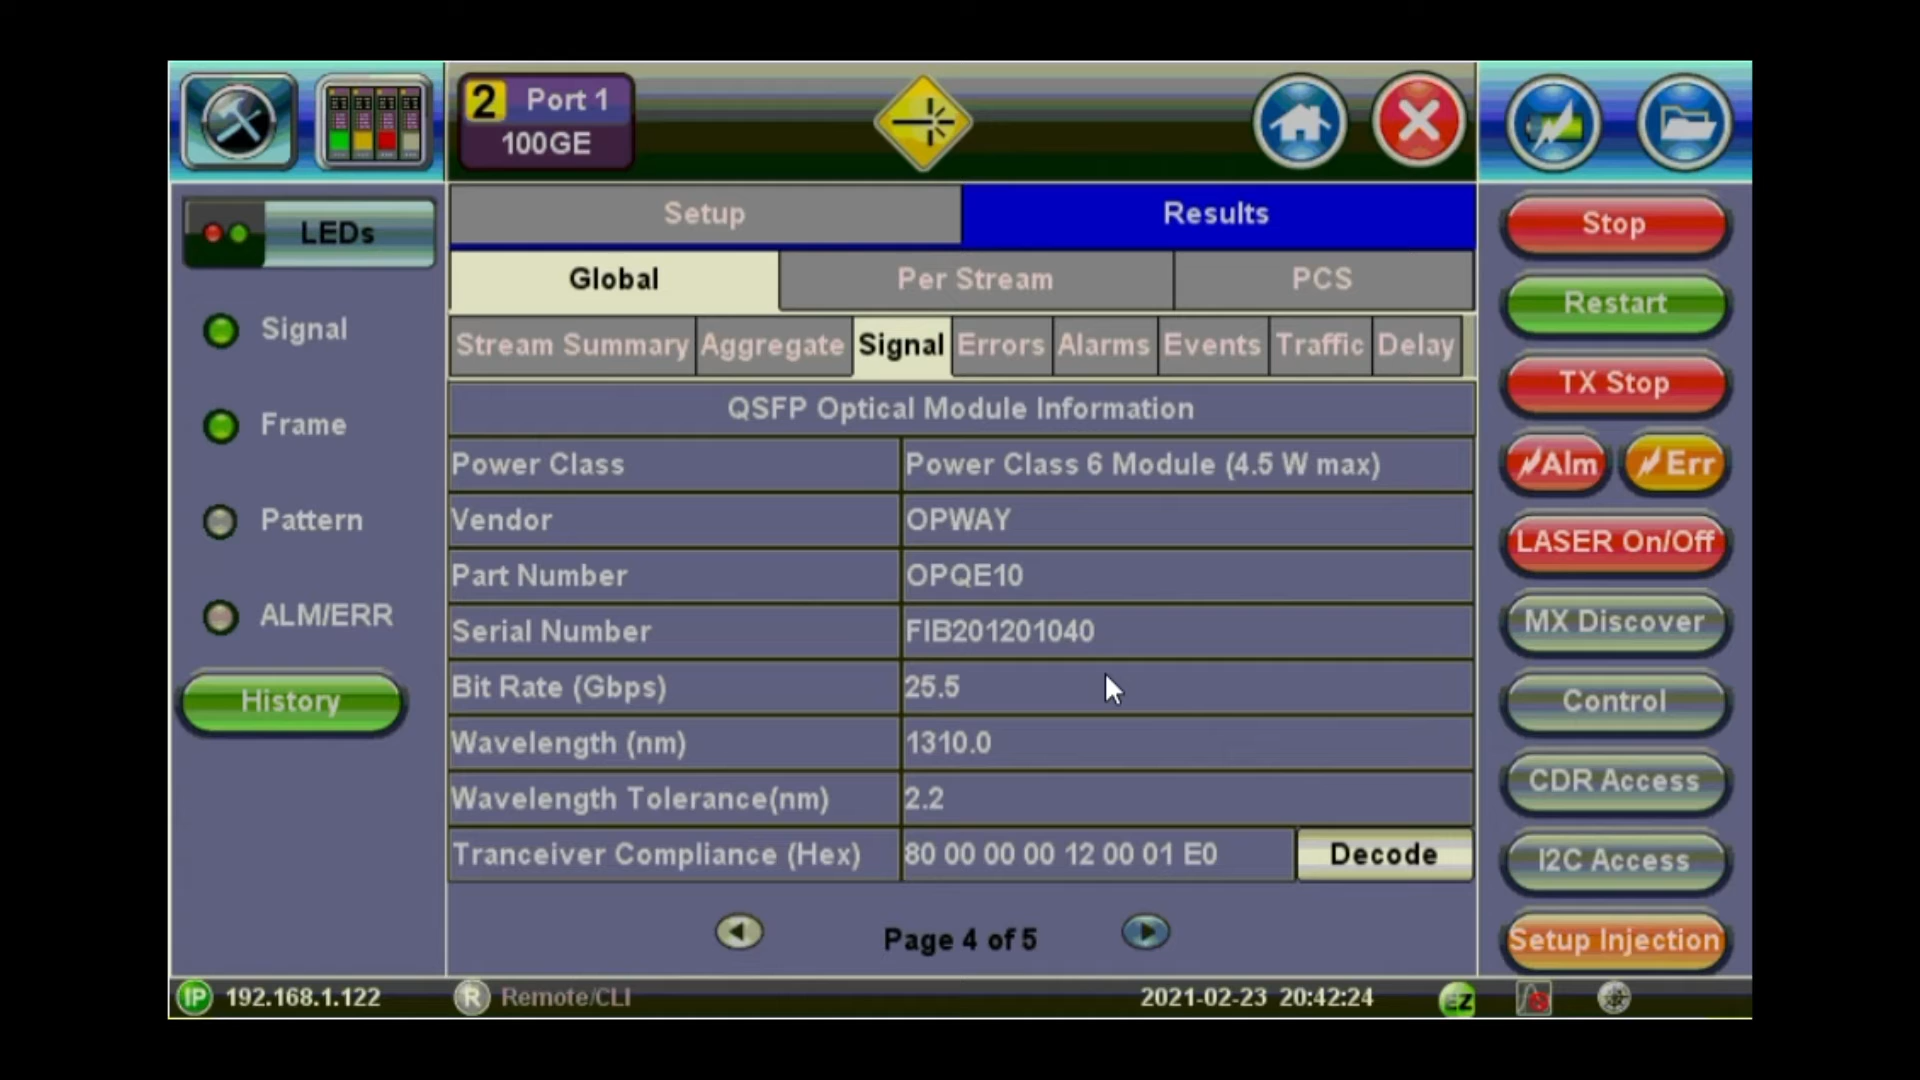 2 Port 1
100GE
LEDs
Signal
Frame
Pattern
ALM/ERR
History
Setup Results
Global Per Stream PCS
Stream Summary Aggregate Signal Errors Alarms Events Traffic Delay
QSFP Optical Module Information
Power Class Power Class 6 Module (4.5 W max)
Vendor OPWAY
Part Number OPQE10
Serial Number FIB201201040
Bit Rate (Gbps) 25.5
Wavelength (nm) 1310.0
Wavelength Tolerance(nm) 2.2
Tranceiver Compliance (Hex) 80 00 00 00 12 00 01 E0 Decode
Page 4 of 5
Stop
Restart
TX Stop
Alm Err
LASER On/Off
MX Discover
Control
CDR Access
I2C Access
Setup Injection
IP 192.168.1.122 R Remote/CLI 2021-02-23 20:42:24 EZ